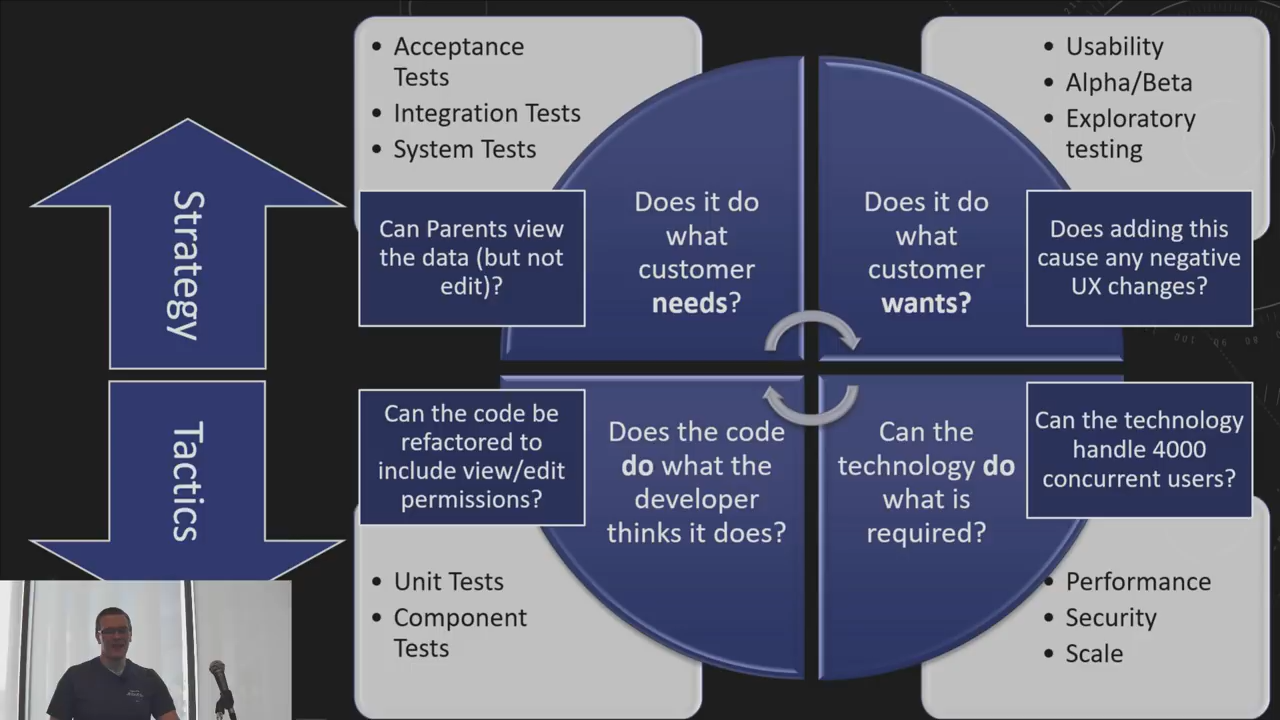 Strategy
Tactics
• Acceptance
Tests
• Integration Tests
• System Tests
Can Parents view
the data (but not
edit)?
Does it do
what
customer
needs?
Does it do
what
customer
wants?
• Usability
• Alpha/Beta
• Exploratory
testing
Does adding this
cause any negative
UX changes?
Can the code be
refactored to
include view/edit
permissions?
Does the code
do what the
developer
thinks it does?
Can the
technology do
what is
required?
Can the technology
handle 4000
concurrent users?
• Unit Tests
• Component
Tests
• Performance
• Security
• Scale